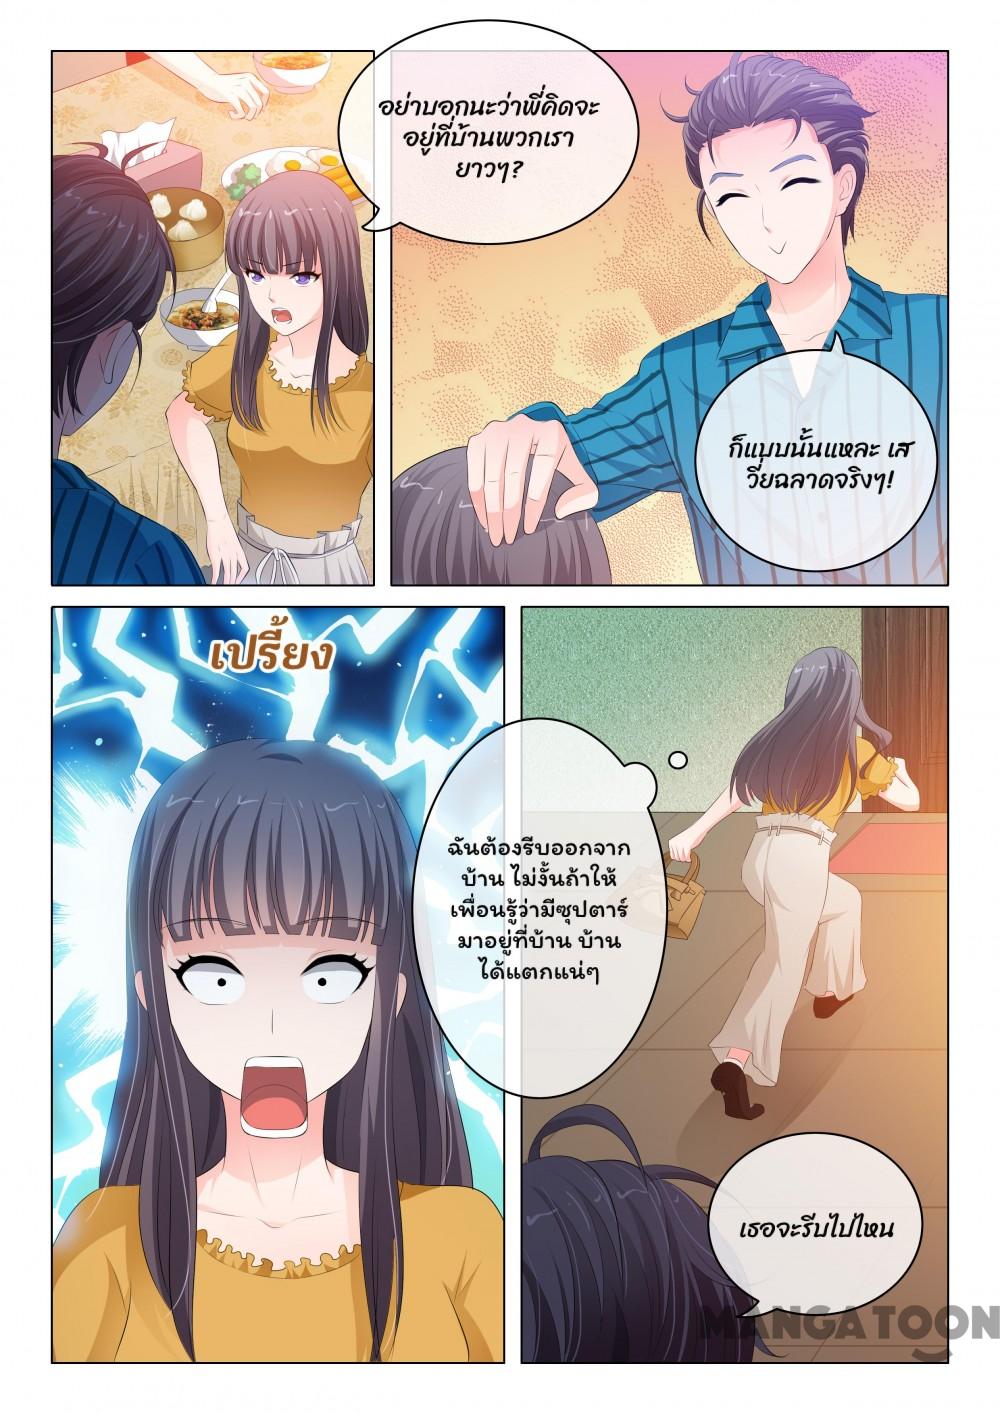 อย่าบอกนะว่าพี่คิดจะ
อยู่ที่บ้านพวกเรา
ยาวๆ?
ก็แบบนั้นแหละ เส
วี่ยฉลาดจริงๆ!
เปรี้ยง
ฉันต้องรีบออกจาก
บ้าน ไม่งั้นถ้าให้
เพื่อนรู้ว่ามีซุปตาร์
มาอยู่ที่บ้าน บ้าน
ได้แตกแน่ๆ
เธอจะรีบไปไหน
MANGATOON